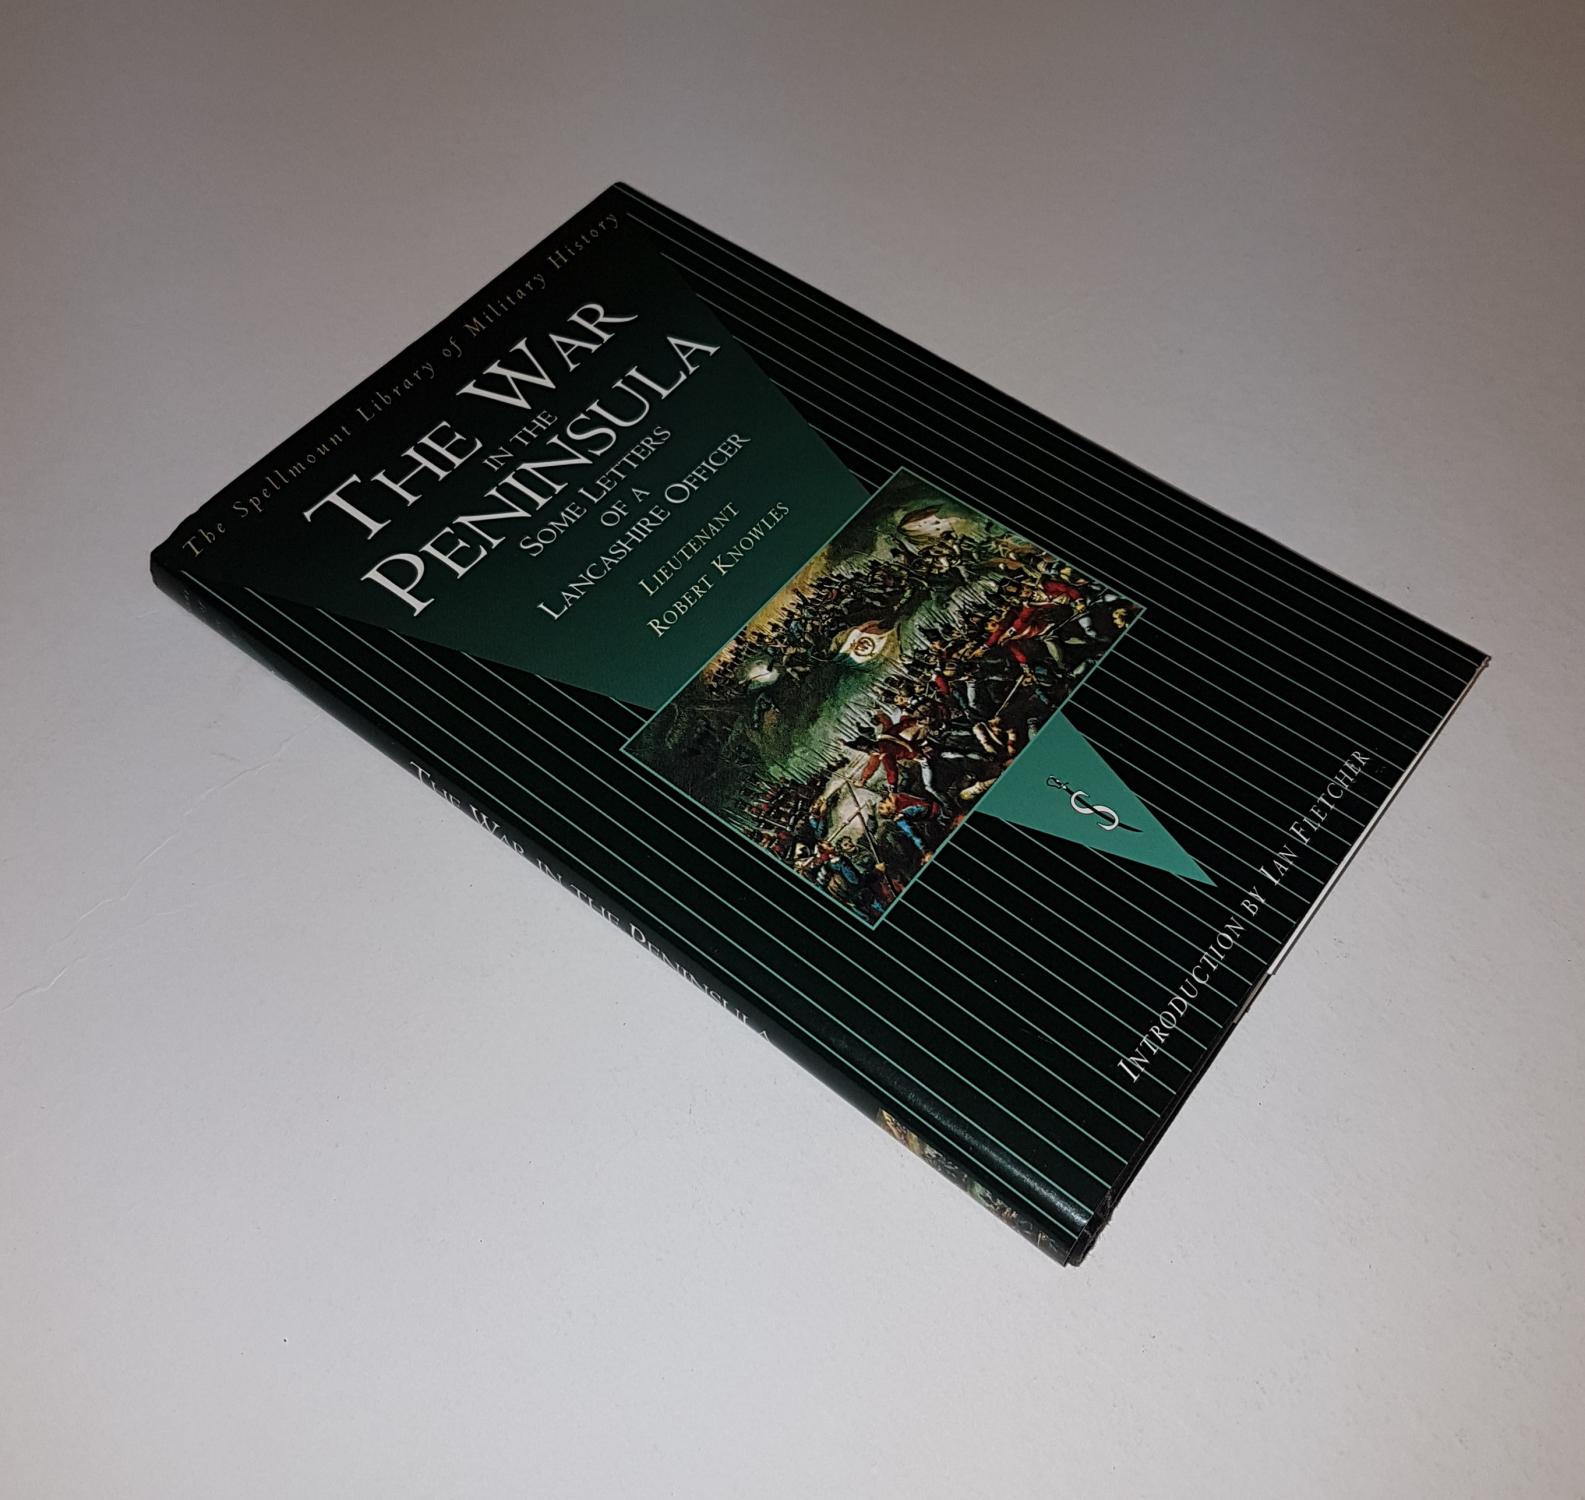 The Spellmount Library of Military History
THE WAR
IN THE
PENINSULA
SOME LETTERS
OF A
LANCASHIRE OFFICER
LIEUTENANT
ROBERT KNOWLES
S
INTRODUCTION BY IAN FLETCHER
THE WAR IN THE PENINSULA